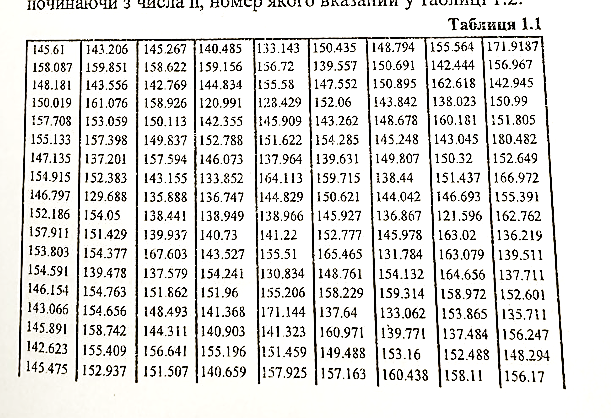 починаючи з числа n, номер якого вказаний у таблиці 1.2.
Таблиця 1.1
145.61 143.206 145.267 140.485 133.143 150.435 148.794 155.564 171.9187
158.087 159.851 158.622 159.156 156.72 139.557 150.691 142.444 156.967
148.181 143.556 142.769 144.834 155.58 147.552 150.895 162.618 142.945
150.019 161.076 158.926 120.991 128.429 152.06 143.842 138.023 150.99
157.708 153.059 150.113 142.355 145.909 143.262 148.678 160.181 151.805
155.133 157.398 149.837 152.788 151.622 154.285 145.248 143.045 180.482
147.135 137.201 157.594 146.073 137.964 139.631 149.807 150.32 152.649
154.915 152.383 143.155 133.852 164.113 159.715 138.44 151.437 166.972
146.797 129.688 135.888 136.747 144.829 150.621 144.042 146.693 155.391
152.186 154.05 138.441 138.949 138.966 145.927 136.867 121.596 162.762
157.911 151.429 139.937 140.73 141.22 152.777 145.978 163.02 136.219
153.803 154.377 167.603 143.527 155.51 165.465 131.784 163.079 139.511
154.591 139.478 137.579 154.241 130.834 148.761 154.132 164.656 137.711
146.154 154.763 151.862 151.96 155.206 158.229 159.314 158.972 152.601
143.066 154.656 148.493 141.368 171.144 137.64 133.062 153.865 135.711
145.891 158.742 144.311 140.903 141.323 160.971 139.771 137.484 156.247
142.623 155.409 156.641 155.196 151.459 149.488 153.16 152.488 148.294
145.475 152.937 151.507 140.659 157.925 157.163 160.438 158.11 156.17